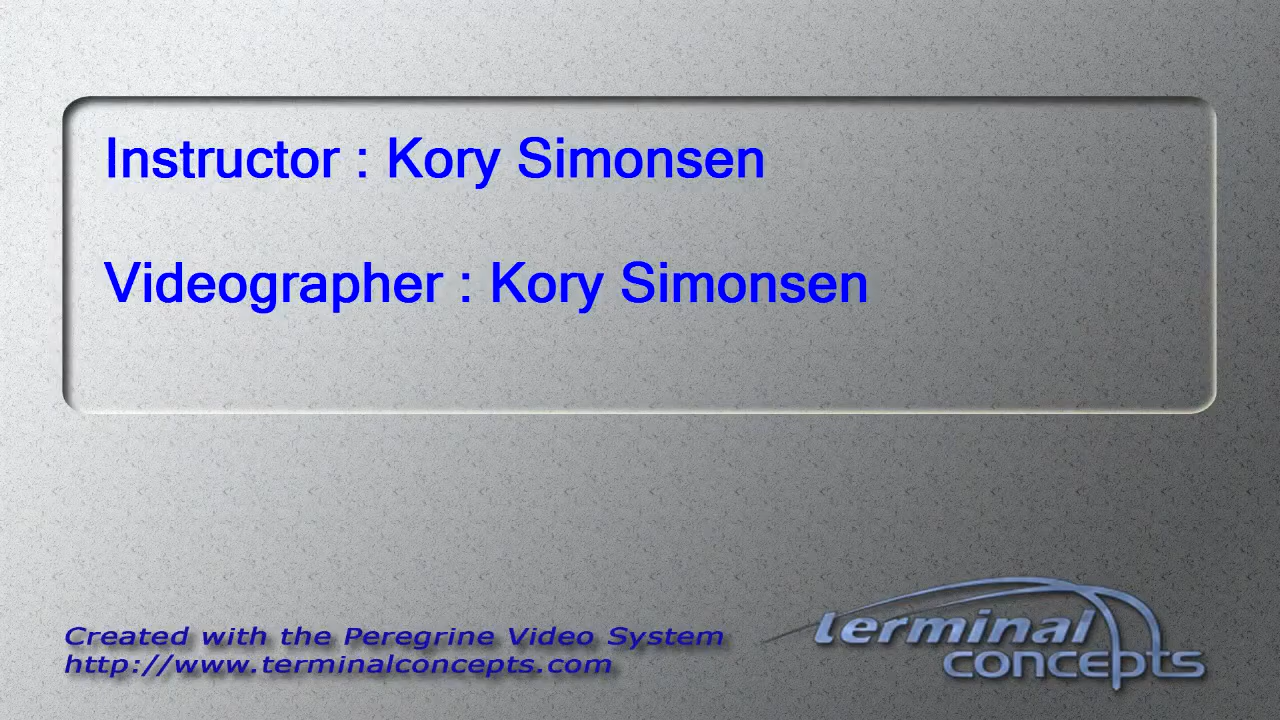 Instructor : Kory Simonsen
Videographer : Kory Simonsen
Created with the Peregrine Video System
http://www.terminalconcepts.com
terminal
concepts